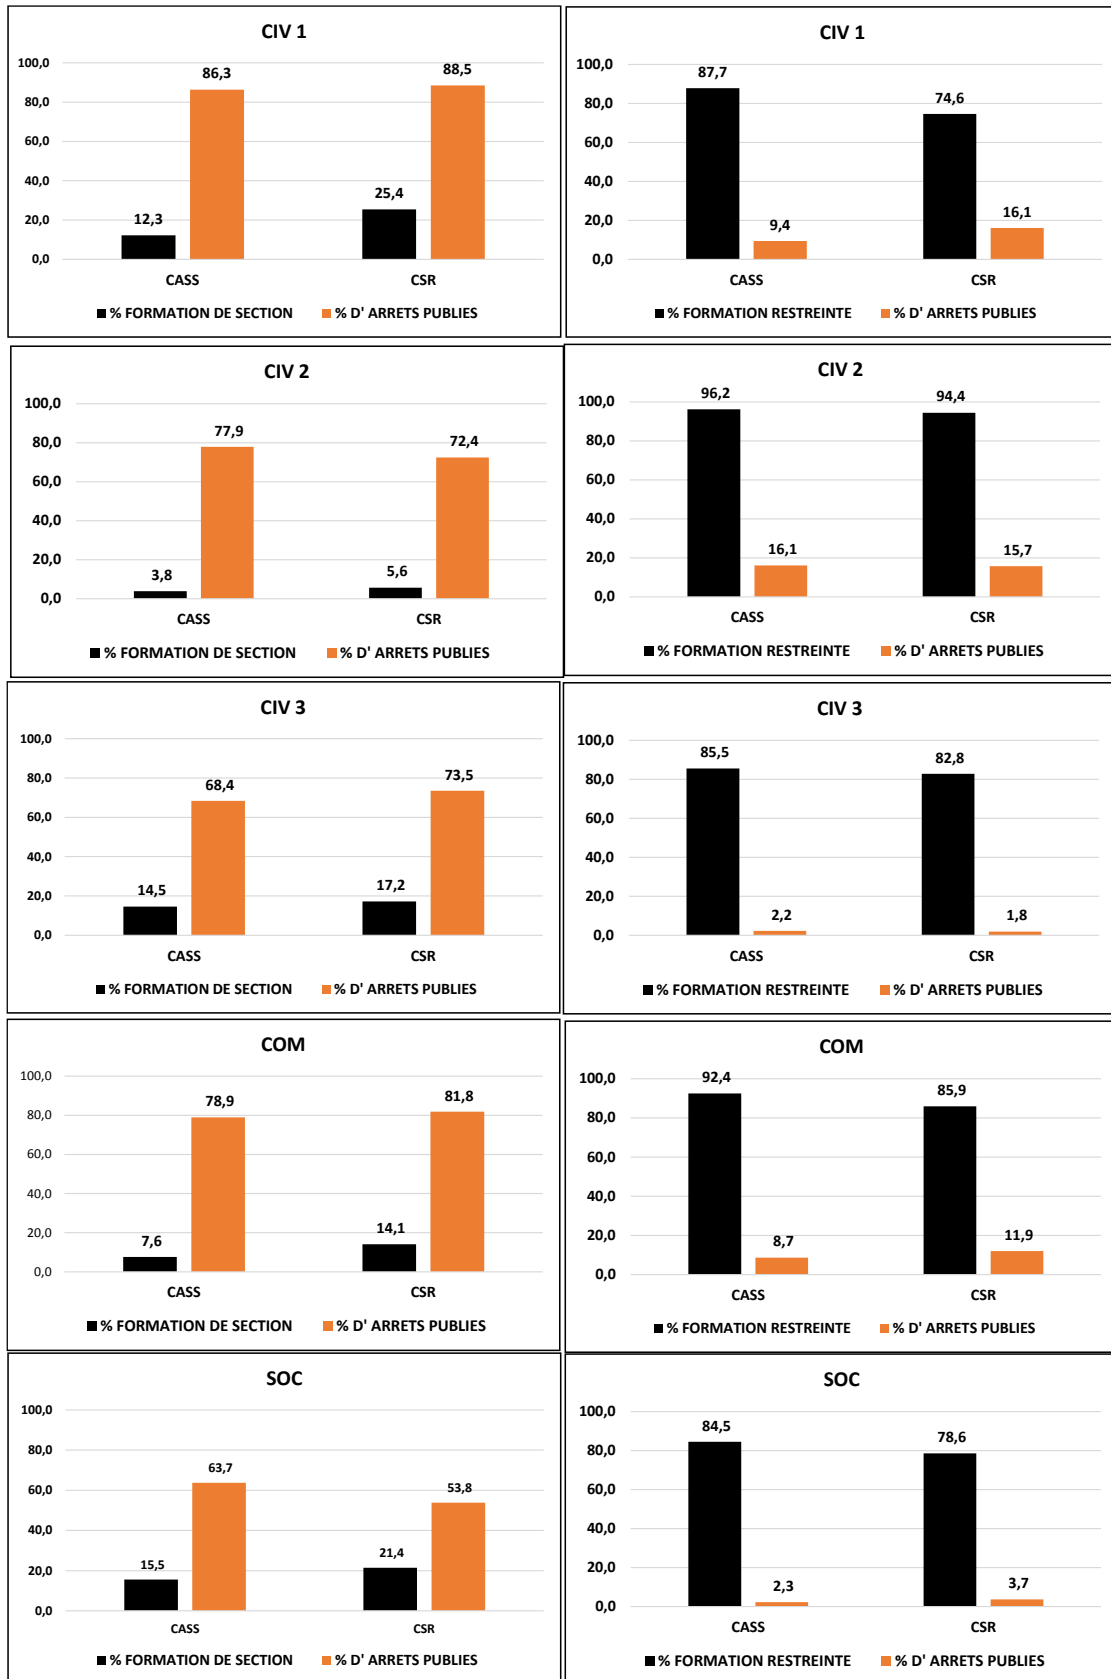 CIV 1
100,0
80,0
60,0
40,0
20,0
0,0
12,3
86,3
25,4
88,5
CASS
CSR
% FORMATION DE SECTION
% D' ARRETS PUBLIES
CIV 1
100,0
80,0
60,0
40,0
20,0
0,0
87,7
9,4
74,6
16,1
CASS
CSR
% FORMATION RESTREINTE
% D' ARRETS PUBLIES
CIV 2
100,0
80,0
60,0
40,0
20,0
0,0
3,8
77,9
5,6
72,4
CASS
CSR
% FORMATION DE SECTION
% D' ARRETS PUBLIES
CIV 2
100,0
80,0
60,0
40,0
20,0
0,0
96,2
16,1
94,4
15,7
CASS
CSR
% FORMATION RESTREINTE
% D' ARRETS PUBLIES
CIV 3
100,0
80,0
60,0
40,0
20,0
0,0
14,5
68,4
17,2
73,5
CASS
CSR
% FORMATION DE SECTION
% D' ARRETS PUBLIES
CIV 3
100,0
80,0
60,0
40,0
20,0
0,0
85,5
2,2
82,8
1,8
CASS
CSR
% FORMATION RESTREINTE
% D' ARRETS PUBLIES
COM
100,0
80,0
60,0
40,0
20,0
0,0
7,6
78,9
14,1
81,8
CASS
CSR
% FORMATION DE SECTION
% D' ARRETS PUBLIES
COM
100,0
80,0
60,0
40,0
20,0
0,0
92,4
8,7
85,9
11,9
CASS
CSR
% FORMATION RESTREINTE
% D' ARRETS PUBLIES
SOC
100,0
80,0
60,0
40,0
20,0
0,0
15,5
63,7
21,4
53,8
CASS
CSR
% FORMATION DE SECTION
% D' ARRETS PUBLIES
SOC
100,0
80,0
60,0
40,0
20,0
0,0
84,5
2,3
78,6
3,7
CASS
CSR
% FORMATION RESTREINTE
% D' ARRETS PUBLIES